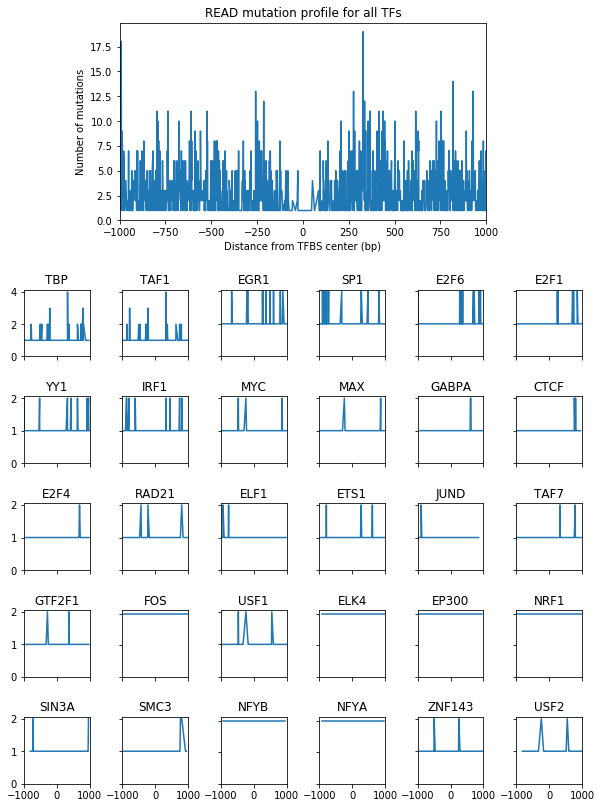 READ mutation profile for all TFs
17.5
15.0
12.5
10.0
7.5
5.0
2.5
0.0
Number of mutations
−1000 −750 −500 −250 0 250 500 750 1000
Distance from TFBS center (bp)
TBP TAF1 EGR1 SP1 E2F6 E2F1
4
2
0
YY1 IRF1 MYC MAX GABPA CTCF
2
1
0
E2F4 RAD21 ELF1 ETS1 JUND TAF7
2
1
0
GTF2F1 FOS USF1 ELK4 EP300 NRF1
2
1
0
SIN3A SMC3 NFYB NFYA ZNF143 USF2
2
1
0
−1000 0 1000 −1000 0 1000 −1000 0 1000 −1000 0 1000 −1000 0 1000 −1000 0 1000